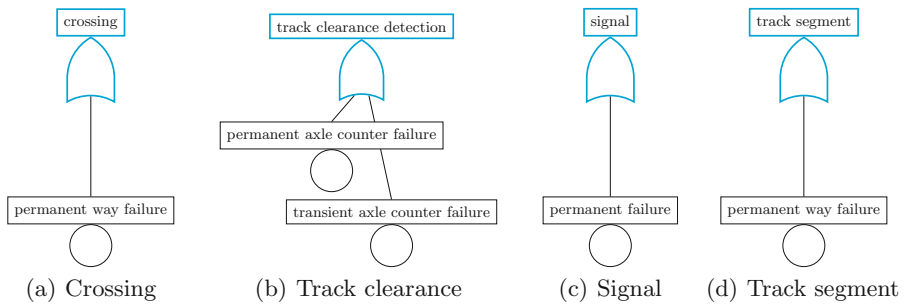 crossing
permanent way failure
(a) Crossing
track clearance detection
permanent axle counter failure
transient axle counter failure
(b) Track clearance
signal
permanent failure
(c) Signal
track segment
permanent way failure
(d) Track segment